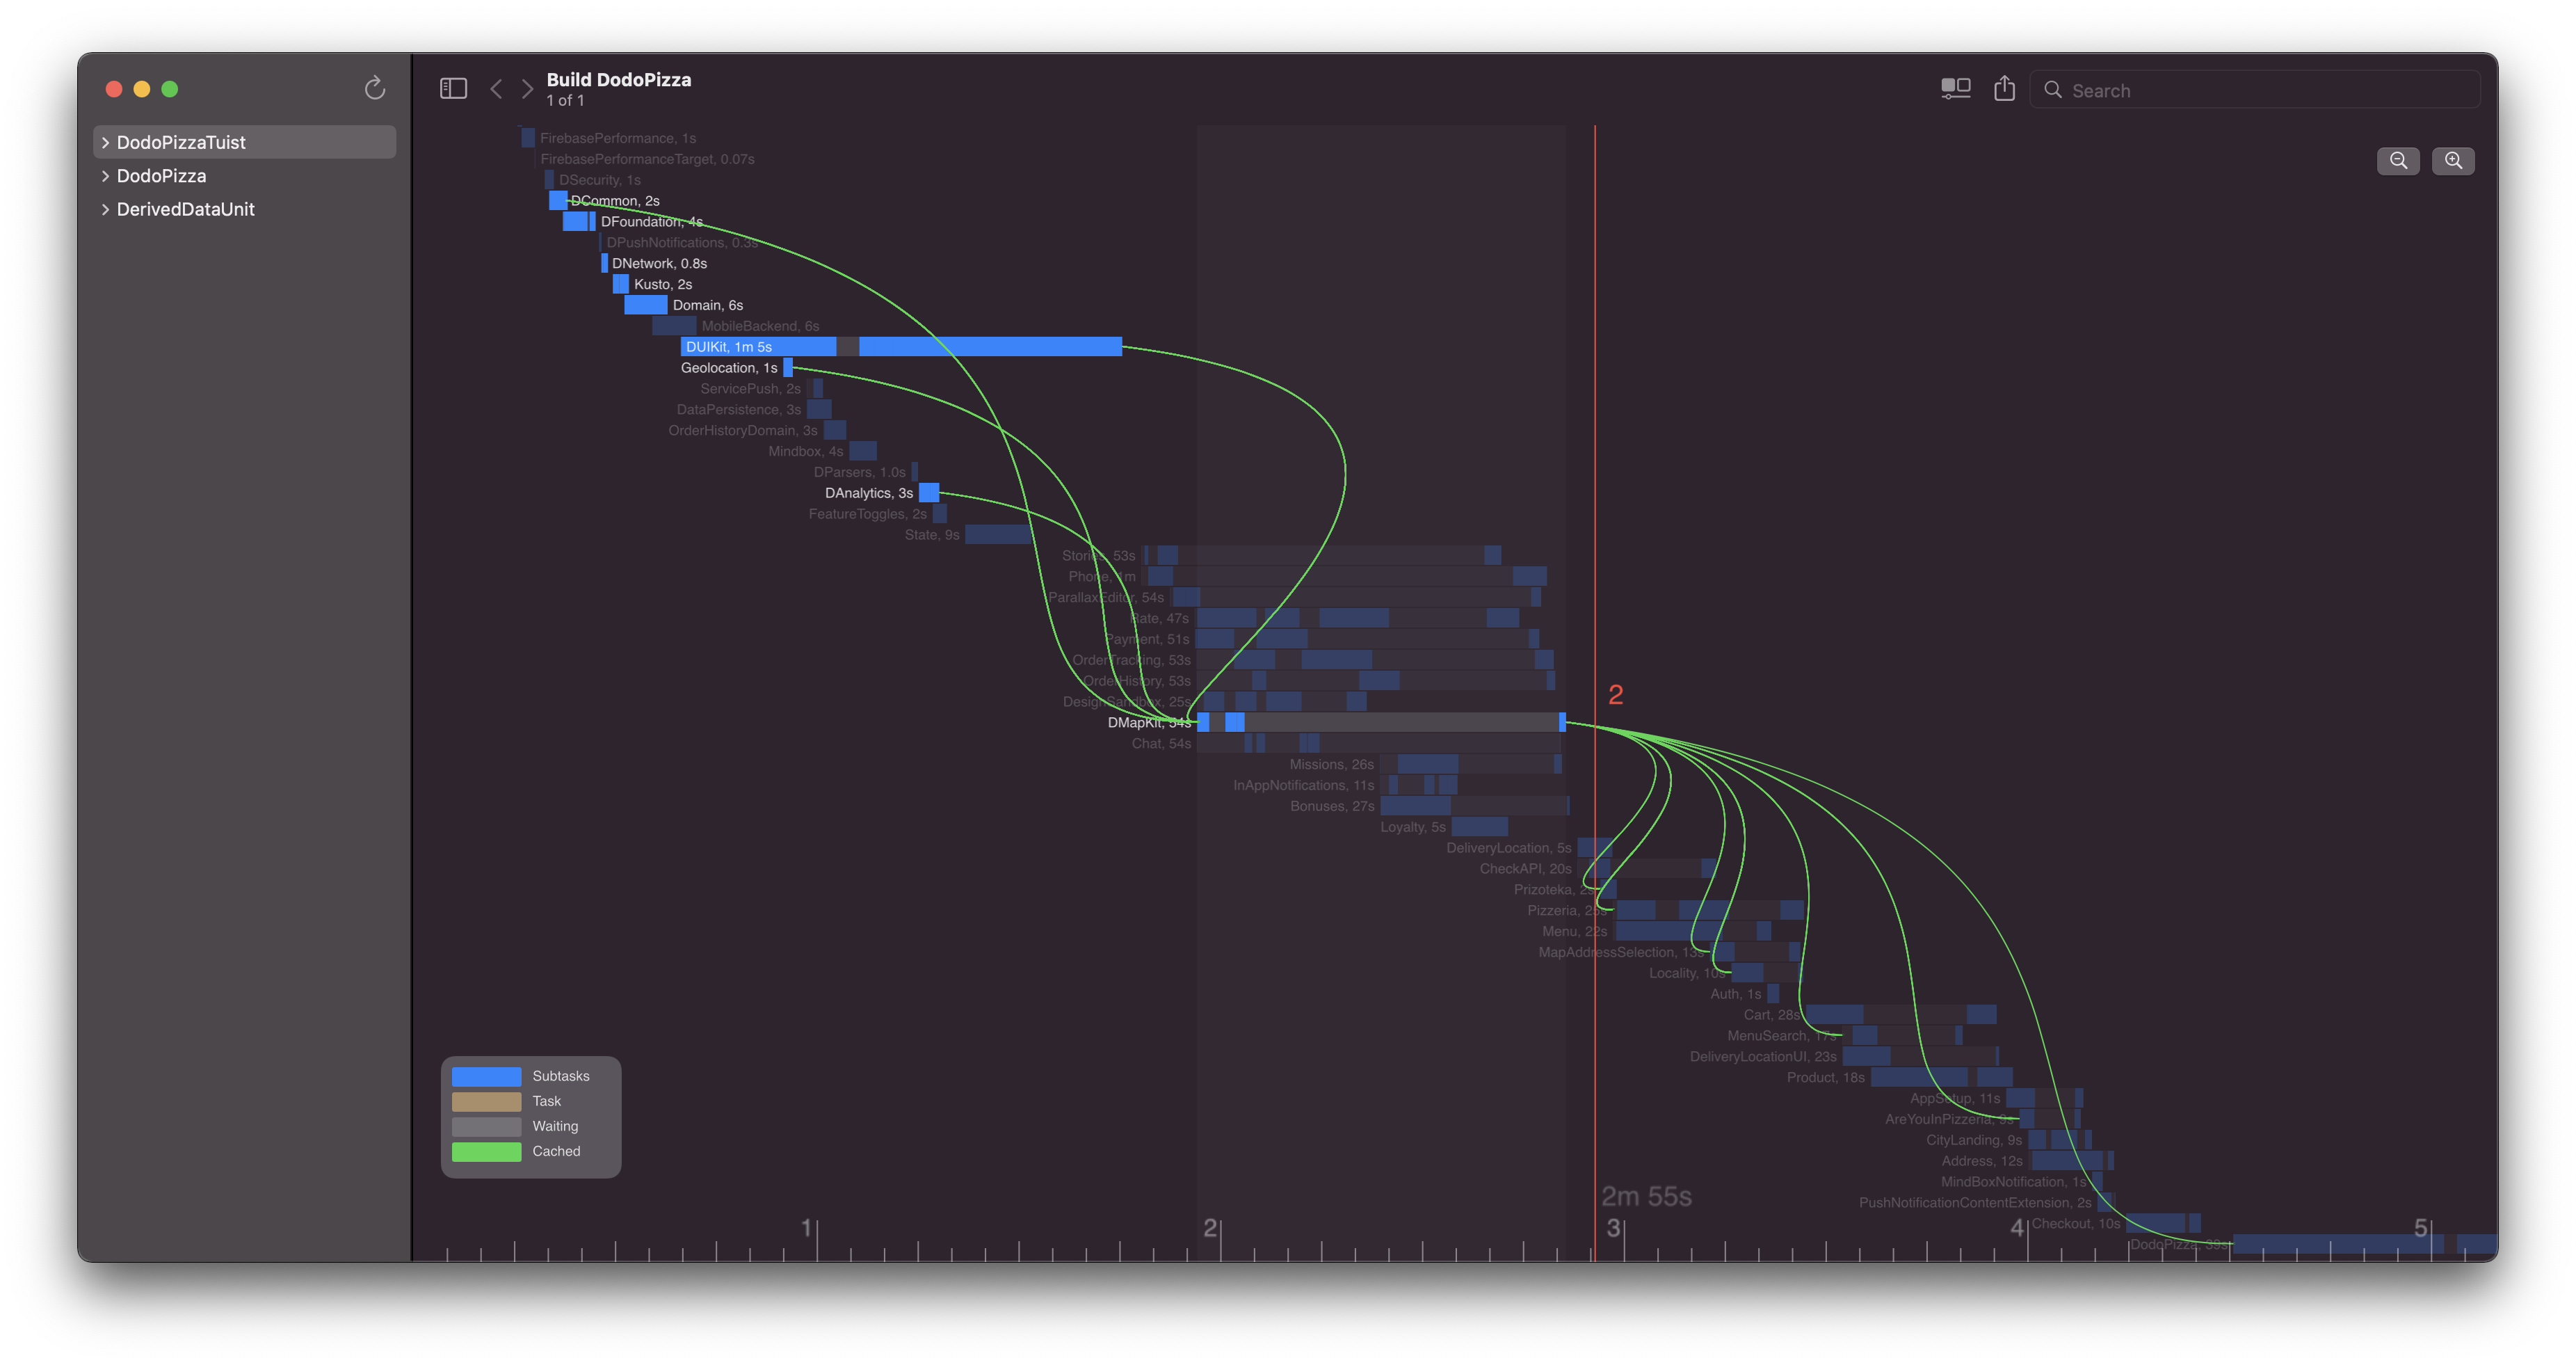 Build DodoPizza
1 of 1
Search
DodoPizzaTuist
DodoPizza
DerivedDataUnit
FirebasePerformance, 1s
FirebasePerformanceTarget, 0.07s
DSecurity, 1s
DCommon, 2s
DFoundation, 4s
DPushNotifications, 0.3s
DNetwork, 0.8s
Kusto, 2s
Domain, 6s
MobileBackend, 6s
DUIKit, 1m 5s
Geolocation, 1s
ServicePush, 2s
DataPersistence, 3s
OrderHistoryDomain, 3s
Mindbox, 4s
DParsers, 1.0s
DAnalytics, 3s
FeatureToggles, 2s
State, 9s
Stories, 53s
Phone, 1m
ParallaxEditor, 54s
Rate, 47s
Payment, 51s
OrderTracking, 53s
OrderHistory, 53s
DesignSandbox, 25s
2
DMapKit, 54s
Chat, 54s
Missions, 26s
InAppNotifications, 11s
Bonuses, 27s
Loyalty, 5s
DeliveryLocation, 5s
CheckAPI, 20s
Prizoteka, 2s
Pizzeria, 25s
Menu, 22s
MapAddressSelection, 13s
Locality, 10s
Auth, 1s
Cart, 28s
MenuSearch, 17s
DeliveryLocationUI, 23s
Product, 18s
AppSetup, 11s
AreYouInPizzeria, 9s
CityLanding, 9s
Address, 12s
MindBoxNotification, 1s
PushNotificationContentExtension, 2s
Checkout, 10s
DodoPizza, 39s
Subtasks
Task
Waiting
Cached
2m 55s
1 2 3 4 5